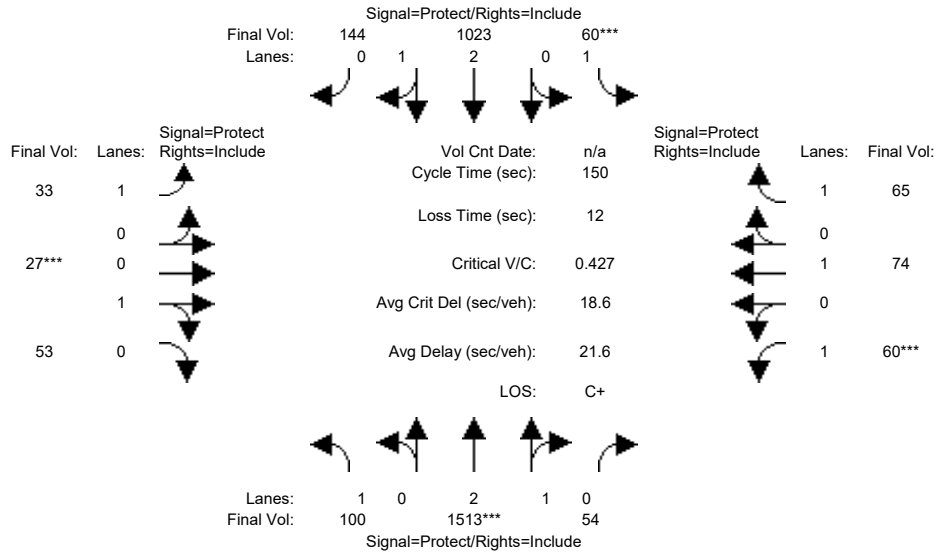 Signal=Protect/Rights=Include
Final Vol: 144 1023 60***
Lanes: 0 1 2 0 1
Signal=Protect
Final Vol: Lanes: Rights=Include
Vol Cnt Date: n/a
Signal=Protect
Rights=Include Lanes: Final Vol:
Cycle Time (sec): 150
33 1
1 65
Loss Time (sec): 12
0
0
27*** 0
Critical V/C: 0.427
1 74
1
Avg Crit Del (sec/veh): 18.6
0
53 0
Avg Delay (sec/veh): 21.6
1 60***
LOS: C+
Lanes: 1 0 2 1 0
Final Vol: 100 1513*** 54
Signal=Protect/Rights=Include